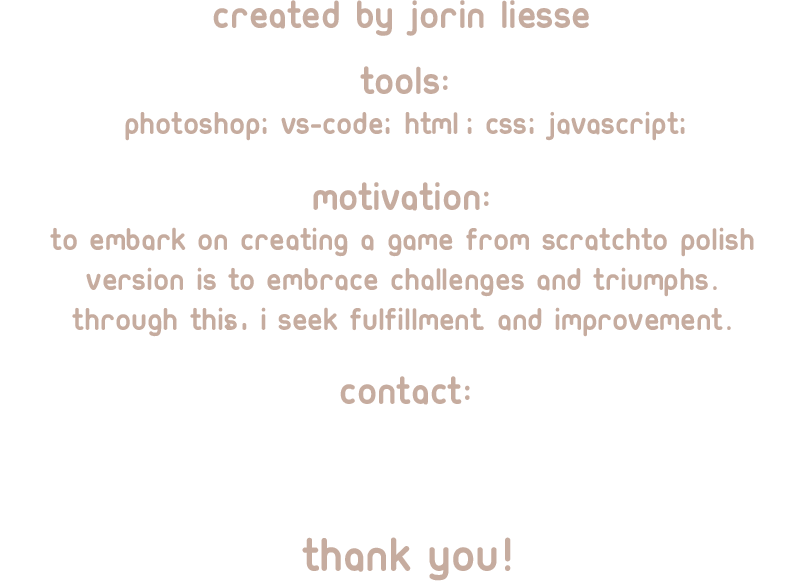 created by jorin liesse
tools:
photoshop; vs-code; html ; css; javascript;
motivation:
to embark on creating a game from scratchto polish
version is to embrace challenges and triumphs.
through this, i seek fulfillment and improvement.
contact:
thank you!